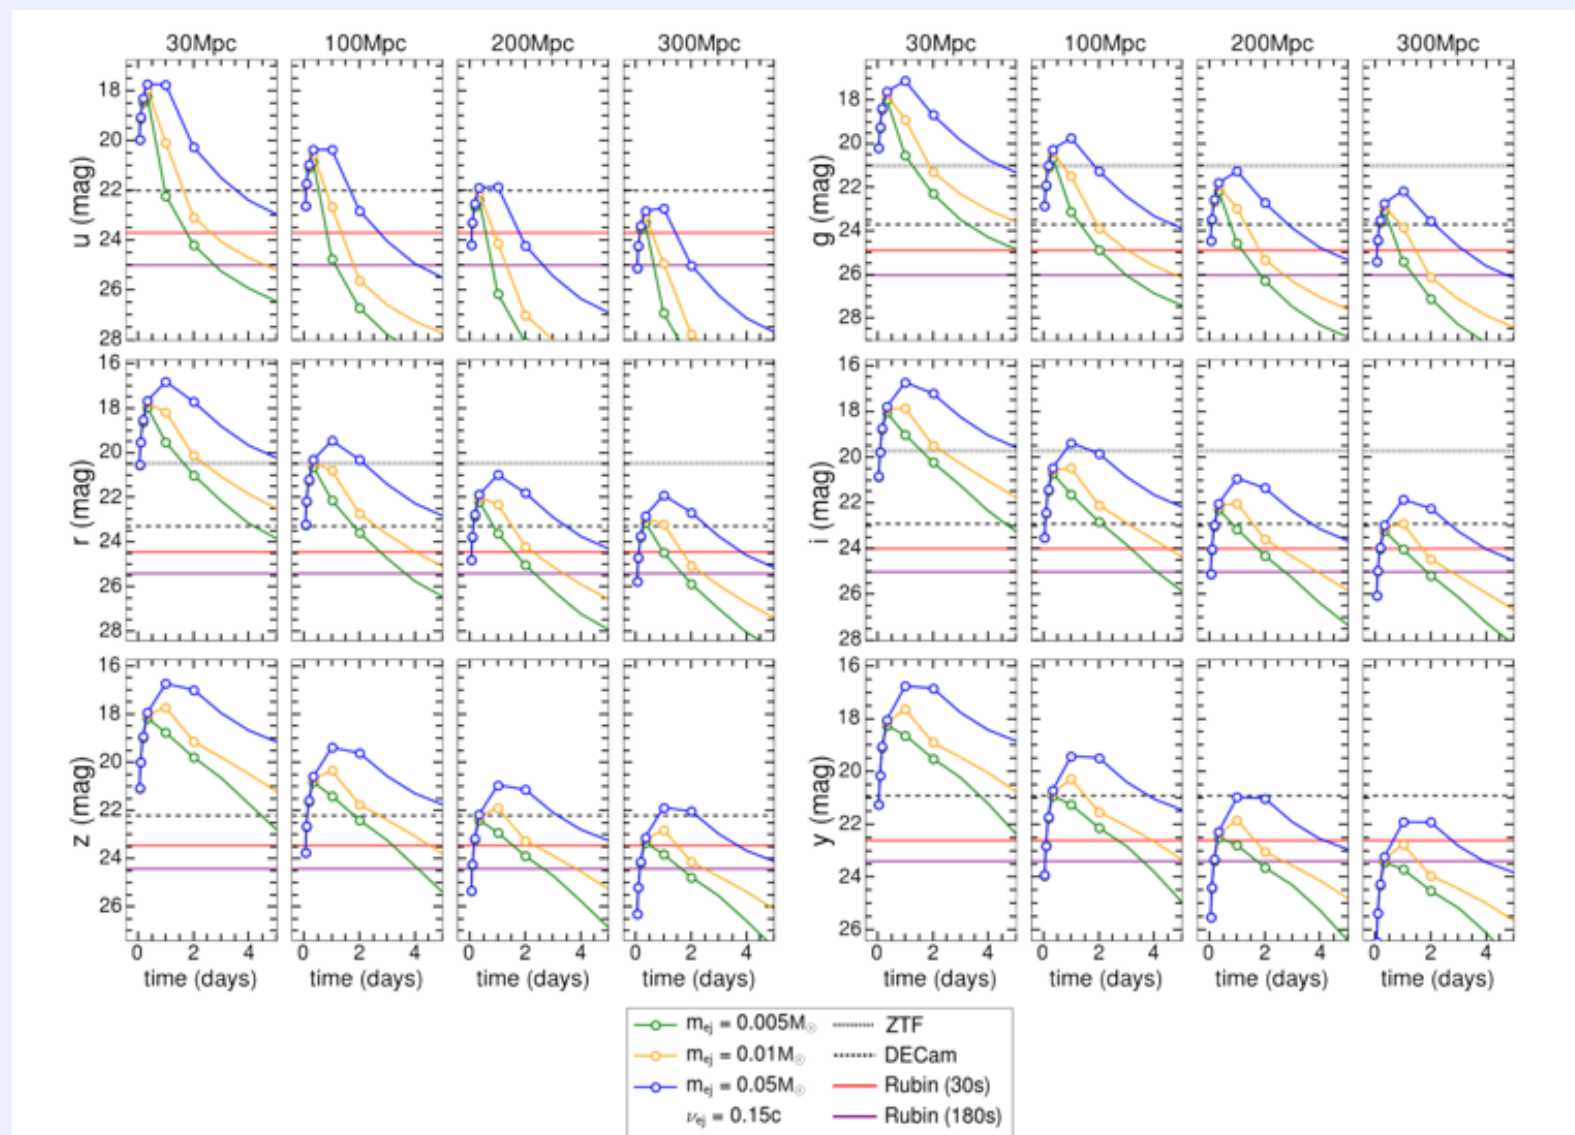 30Mpc 100Mpc 200Mpc 300Mpc 30Mpc 100Mpc 200Mpc 300Mpc
u (mag)
18
20
22
24
26
28
g (mag)
18
20
22
24
26
28
r (mag)
16
18
20
22
24
26
28
i (mag)
16
18
20
22
24
26
28
z (mag)
16
18
20
22
24
26
y (mag)
16
18
20
22
24
26
0 2 4 0 2 4 0 2 4 0 2 4 0 2 4 0 2 4 0 2 4 0 2 4
time (days) time (days) time (days) time (days) time (days) time (days) time (days) time (days)
m_ej = 0.005M☉ ZTF
m_ej = 0.01M☉ DECam
m_ej = 0.05M☉ Rubin (30s)
ν_ej = 0.15c Rubin (180s)